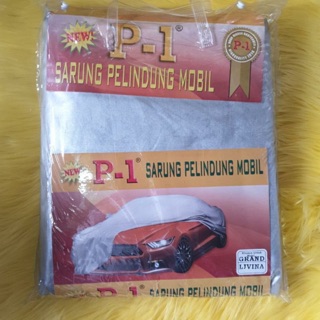 NEW
P-1®
SARUNG PELINDUNG MOBIL
P-1
NEW
P-1® SARUNG PELINDUNG MOBIL
GRAND
LIVINA
P-1® SARUNG PELINDUNG MOBIL